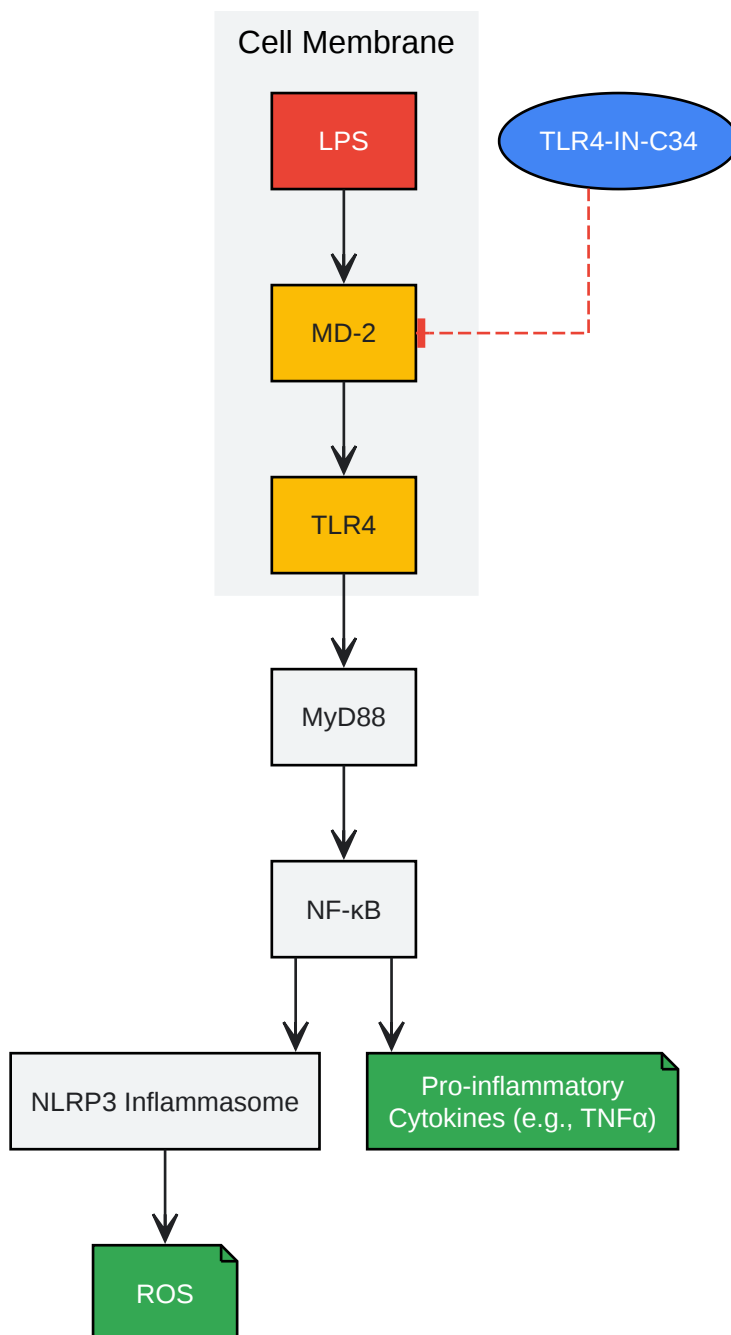 Cell Membrane
LPS
TLR4-IN-C34
MD-2
TLR4
MyD88
NF-κB
NLRP3 Inflammasome
Pro-inflammatory
Cytokines (e.g., TNFα)
ROS